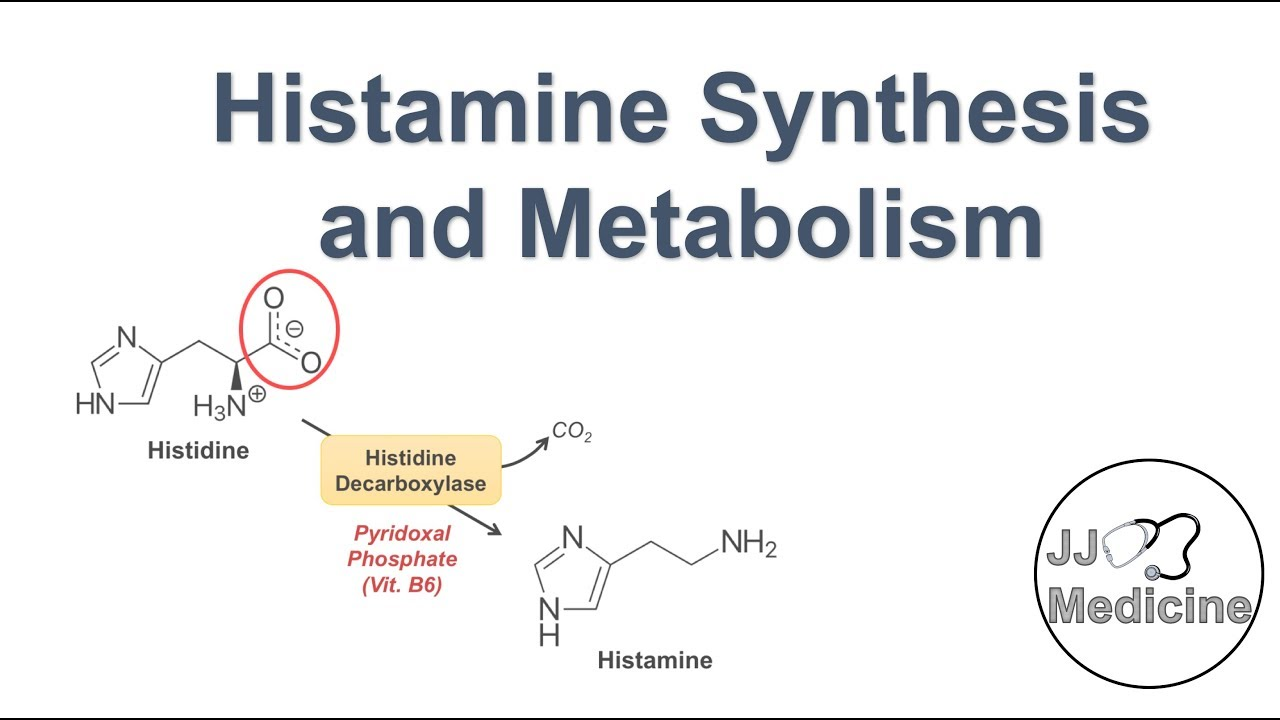 Histamine Synthesis
and Metabolism
O
⊖
O
N
HN
H₃N⊕
Histidine
CO₂
Histidine
Decarboxylase
Pyridoxal
Phosphate
(Vit. B6)
N
NH₂
N
H
Histamine
JJ
Medicine